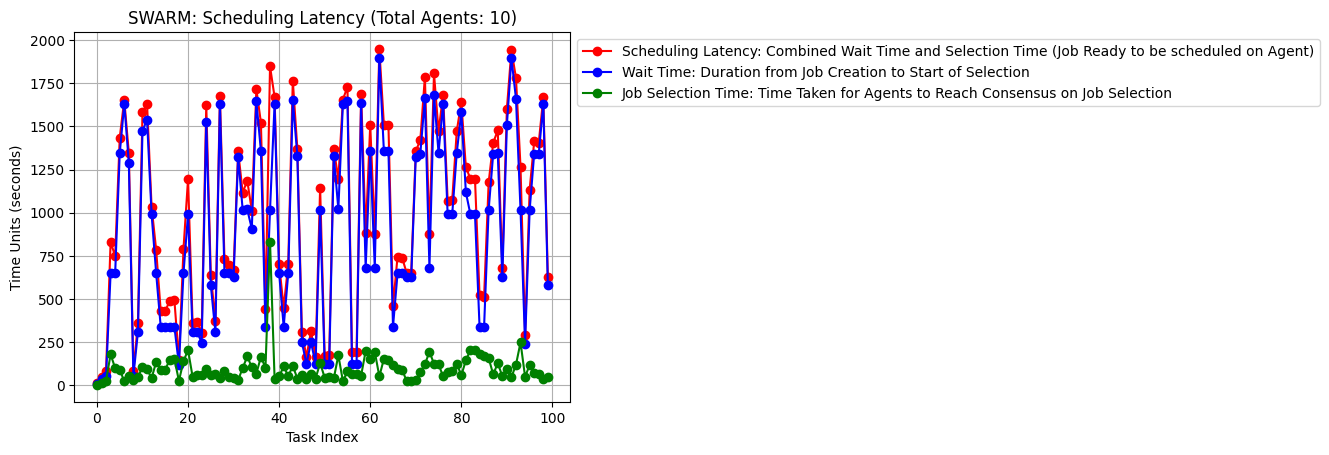 SWARM: Scheduling Latency (Total Agents: 10)
2000
1750
1500
1250
1000
750
500
250
0
Time Units (seconds)
0 20 40 60 80 100
Task Index
Scheduling Latency: Combined Wait Time and Selection Time (Job Ready to be scheduled on Agent)
Wait Time: Duration from Job Creation to Start of Selection
Job Selection Time: Time Taken for Agents to Reach Consensus on Job Selection